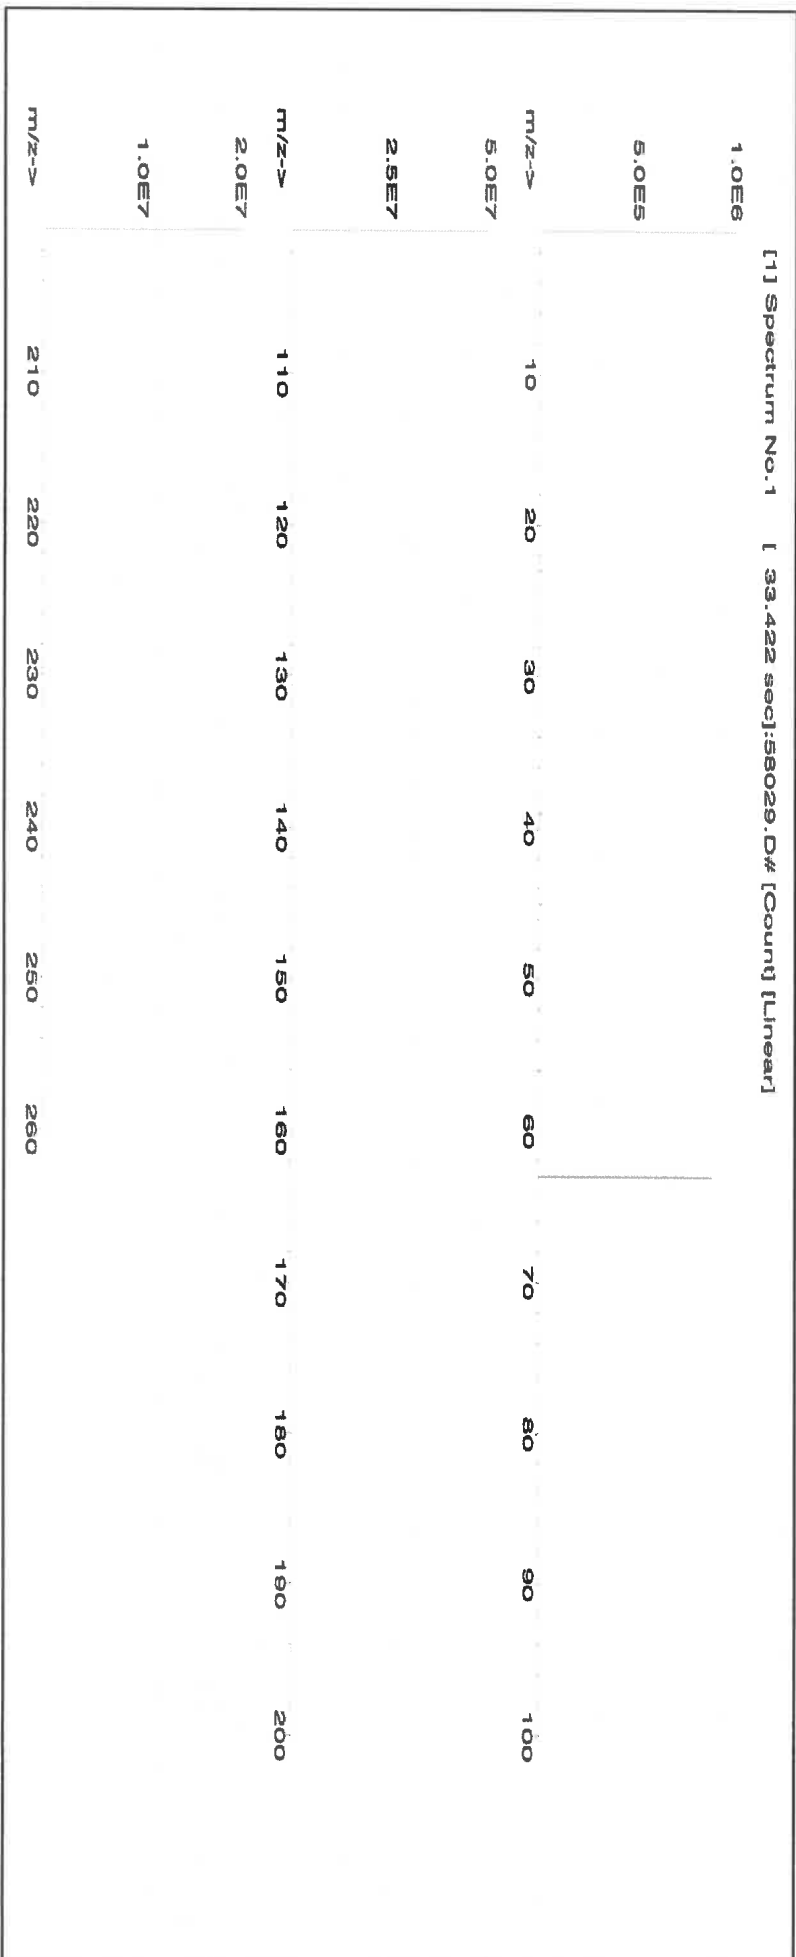 [1] Spectrum No.1 [ 33.422 sec]:58029.D# [Count] [Linear]
1.0E6
5.0E5
m/z-> 10 20 30 40 50 60 70 80 90 100
5.0E7
2.5E7
m/z-> 110 120 130 140 150 160 170 180 190 200
2.0E7
1.0E7
m/z-> 210 220 230 240 250 260